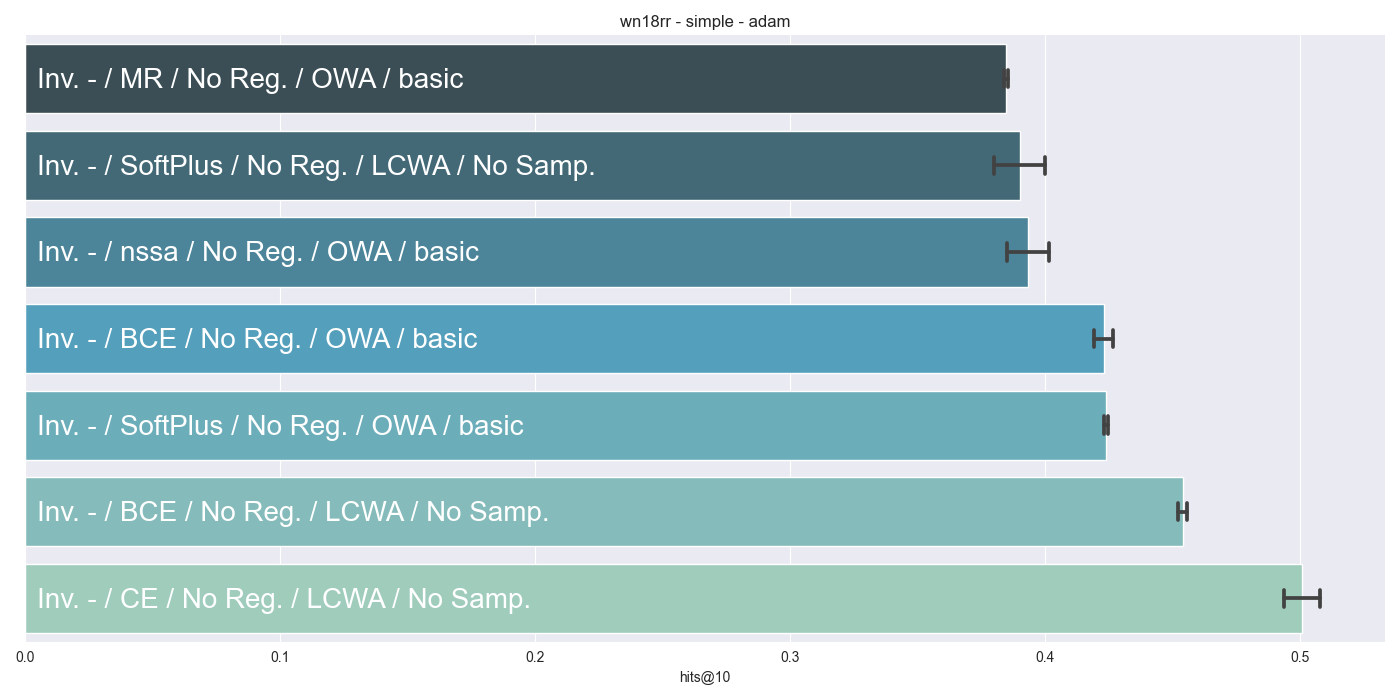 wn18rr - simple - adam
Inv. - / MR / No Reg. / OWA / basic
Inv. - / SoftPlus / No Reg. / LCWA / No Samp.
Inv. - / nssa / No Reg. / OWA / basic
Inv. - / BCE / No Reg. / OWA / basic
Inv. - / SoftPlus / No Reg. / OWA / basic
Inv. - / BCE / No Reg. / LCWA / No Samp.
Inv. - / CE / No Reg. / LCWA / No Samp.
0.0 0.1 0.2 0.3 0.4 0.5
hits@10